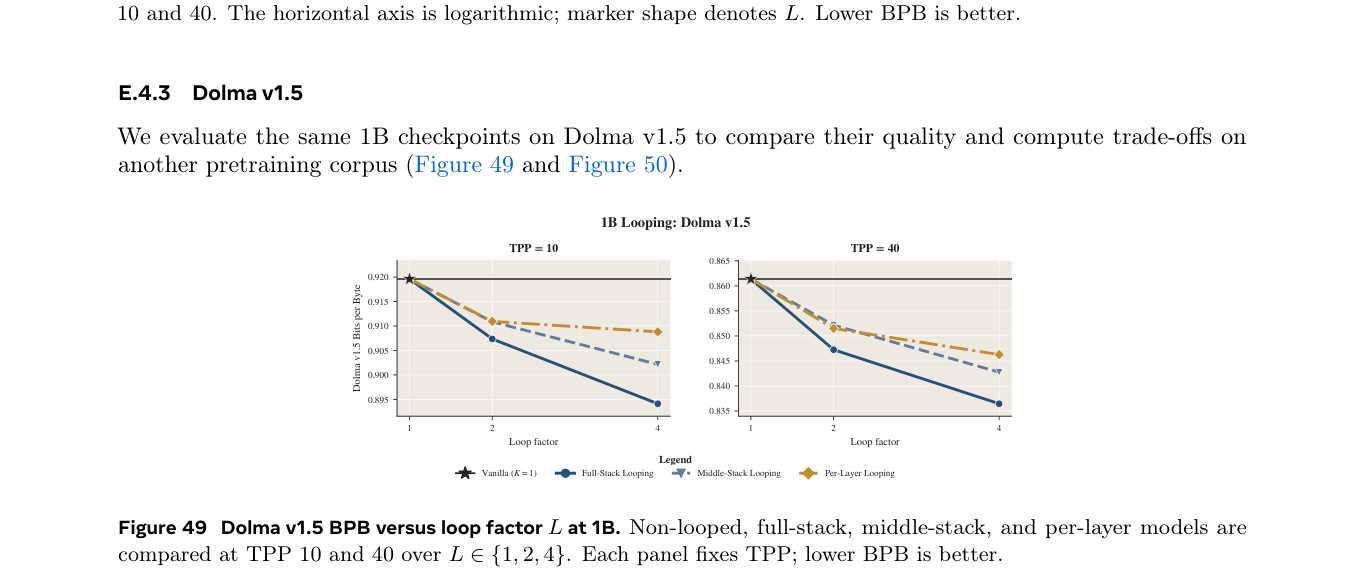 10 and 40. The horizontal axis is logarithmic; marker shape denotes L. Lower BPB is better.
E.4.3 Dolma v1.5
We evaluate the same 1B checkpoints on Dolma v1.5 to compare their quality and compute trade-offs on
another pretraining corpus (Figure 49 and Figure 50).
1B Looping: Dolma v1.5
TPP = 10
TPP = 40
Dolma v1.5 Bits per Byte
0.920
0.915
0.910
0.905
0.900
0.895
1 2 4
Loop factor
0.865
0.860
0.855
0.850
0.845
0.840
0.835
1 2 4
Loop factor
Legend
Vanilla (K=1) Full-Stack Looping Middle-Stack Looping Per-Layer Looping
Figure 49 Dolma v1.5 BPB versus loop factor L at 1B. Non-looped, full-stack, middle-stack, and per-layer models are
compared at TPP 10 and 40 over L ∈ {1, 2, 4}. Each panel fixes TPP; lower BPB is better.